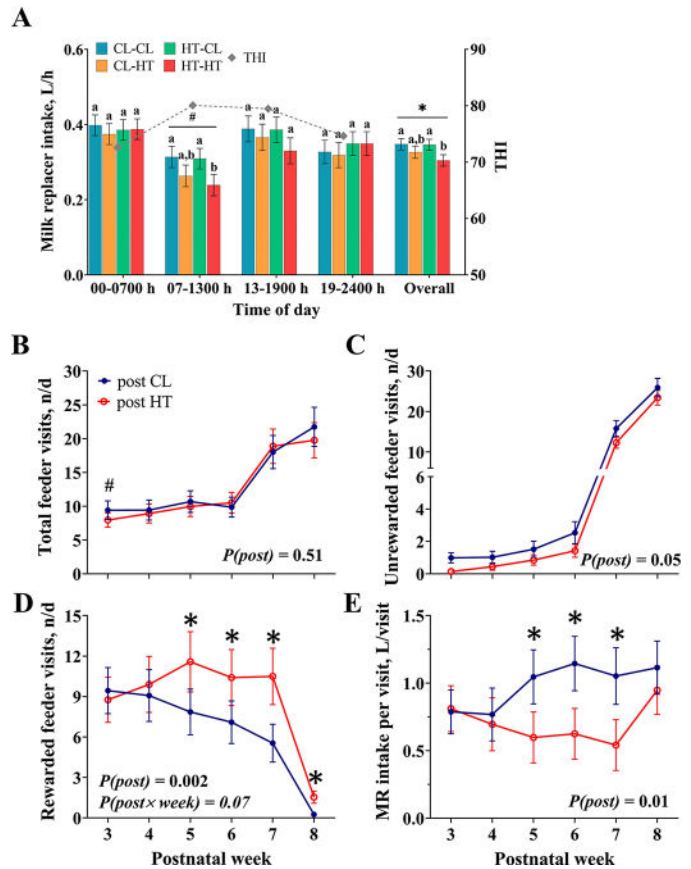 A
CL-CL HT-CL THI
CL-HT HT-HT
Milk replacer intake, L/h
0.6
0.4
0.2
0.0
90
80
70
60
50
THI
a a a a
# a a,b a b
a a a a
a a a a
* a a,b a b
00-0700 h 07-1300 h 13-1900 h 19-2400 h Overall
Time of day
B
post CL
post HT
Total feeder visits, n/d
30
25
20
15
10
5
0
#
P(post) = 0.51
C
Unrewarded feeder visits, n/d
30
20
10
6
4
2
0
P(post) = 0.05
D
Rewarded feeder visits, n/d
15
12
9
6
3
0
* * * *
P(post) = 0.002
P(post×week) = 0.07
3 4 5 6 7 8
Postnatal week
E
MR intake per visit, L/visit
1.5
1.0
0.5
0.0
* * *
P(post) = 0.01
3 4 5 6 7 8
Postnatal week